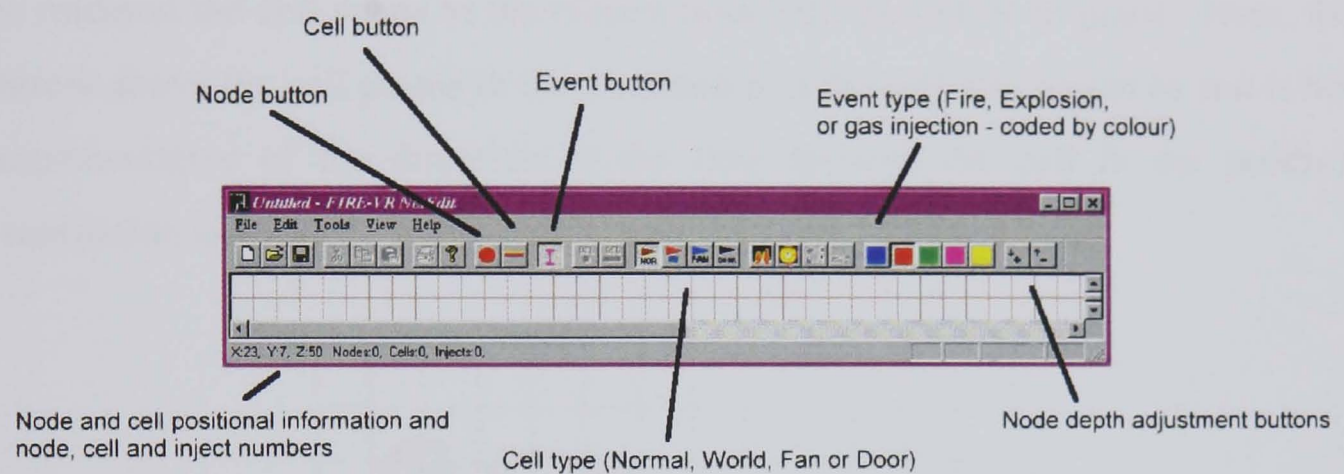 Cell button
Event button
Node button
Event type (Fire, Explosion,
or gas injection - coded by colour)
Untitled - FIRE-VR NetEdit
File Edit Tools View Help
I
NOR FAN
X:23, Y:7, Z:50 Nodes:0, Cells:0, Injects:0,
Node and cell positional information and
node, cell and inject numbers
Node depth adjustment buttons
Cell type (Normal, World, Fan or Door)